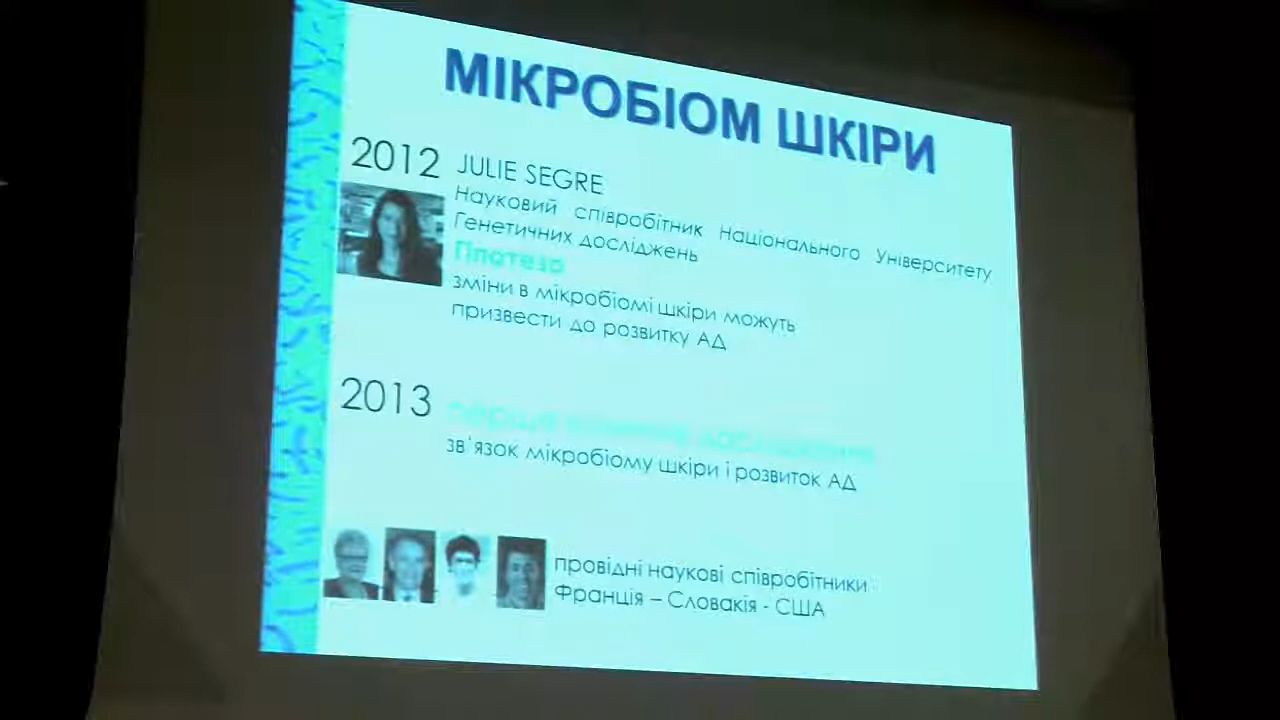 МІКРОБІОМ ШКІРИ
2012
JULIE SEGRE
Науковий співробітник Національного Університету
Генетичних досліджень
Гіпотеза
зміни в мікробіомі шкіри можуть
призвести до розвитку АД
2013
перше
зв'язок мікробіому шкіри і розвиток АД
провідні наукові співробітники
Франція – Словакія - США